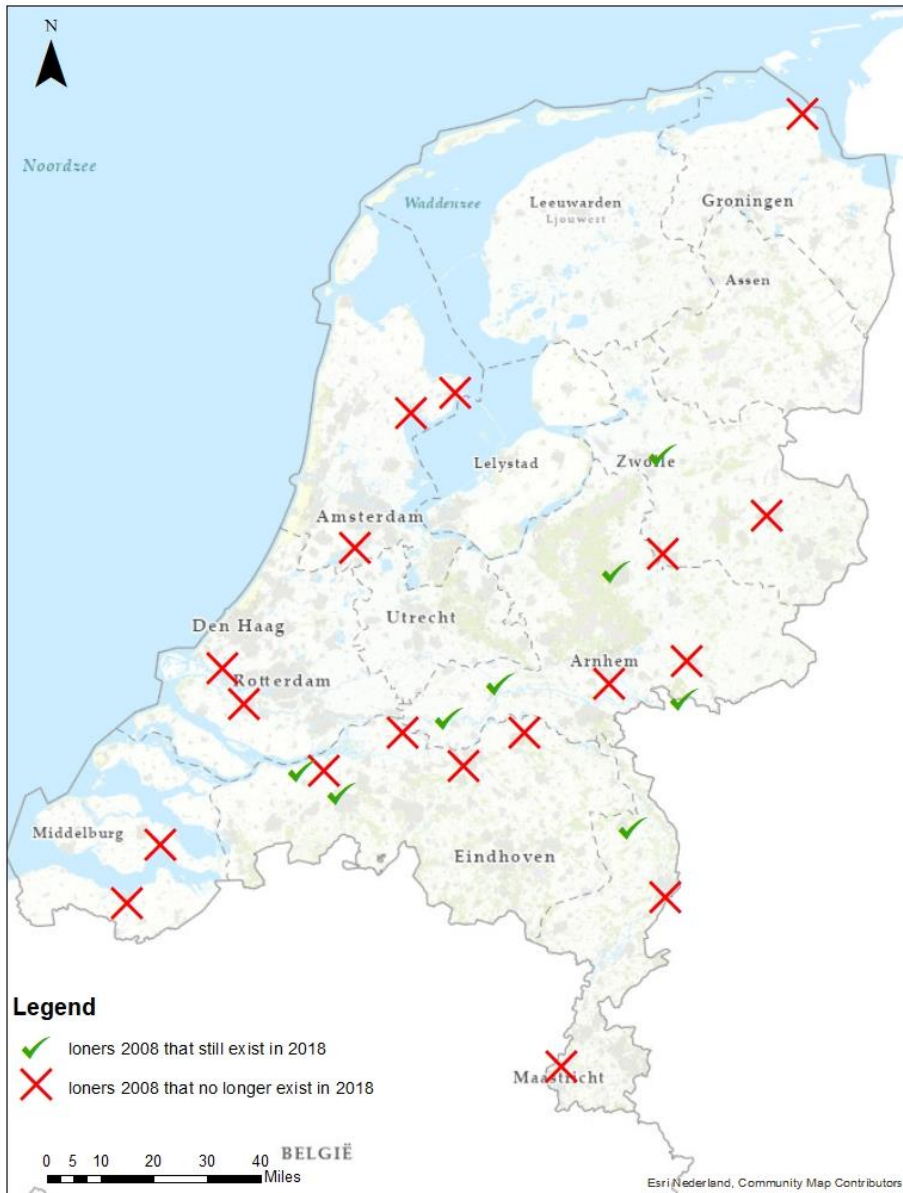 N
Noordzee
Waddenzee
Leeuwarden
Ljouwert
Groningen
Assen
Lelystad
Zwolle
Amsterdam
Utrecht
Den Haag
Rotterdam
Arnhem
Middelburg
Eindhoven
Maastricht
Legend
loners 2008 that still exist in 2018
loners 2008 that no longer exist in 2018
BELGIË
0 5 10 20 30 40
Miles
Esri Nederland, Community Map Contributors